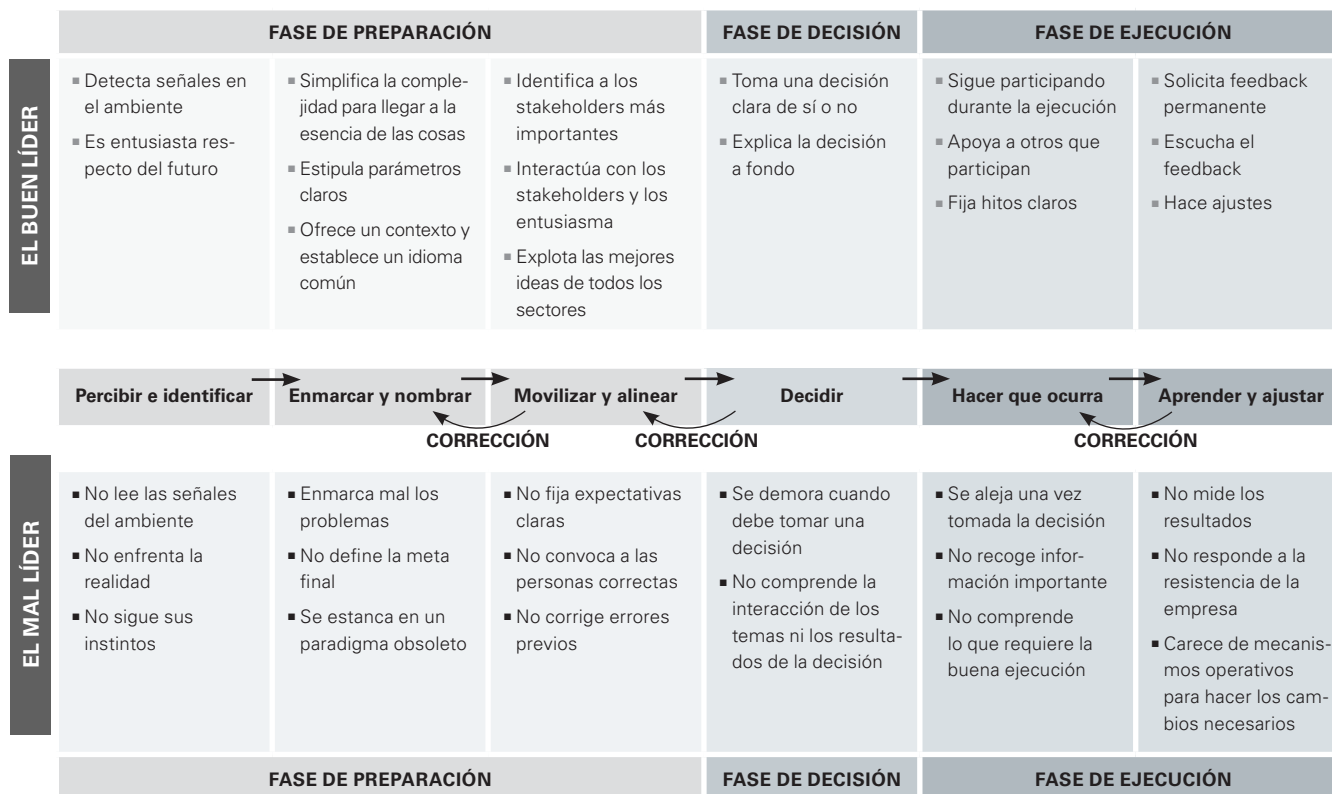 FASE DE PREPARACIÓN
FASE DE DECISIÓN
FASE DE EJECUCIÓN
EL BUEN LÍDER
▪ Detecta señales en
el ambiente
▪ Es entusiasta res-
pecto del futuro
▪ Simplifica la comple-
jidad para llegar a la
esencia de las cosas
▪ Estipula parámetros
claros
▪ Ofrece un contexto y
establece un idioma
común
▪ Identifica a los
stakeholders más
importantes
▪ Interactúa con los
stakeholders y los
entusiasma
▪ Explota las mejores
ideas de todos los
sectores
▪ Toma una decisión
clara de sí o no
▪ Explica la decisión
a fondo
▪ Sigue participando
durante la ejecución
▪ Apoya a otros que
participan
▪ Fija hitos claros
▪ Solicita feedback
permanente
▪ Escucha el
feedback
▪ Hace ajustes
Percibir e identificar
Enmarcar y nombrar
Movilizar y alinear
Decidir
Hacer que ocurra
Aprender y ajustar
CORRECCIÓN
CORRECCIÓN
CORRECCIÓN
EL MAL LÍDER
▪ No lee las señales
del ambiente
▪ No enfrenta la
realidad
▪ No sigue sus
instintos
▪ Enmarca mal los
problemas
▪ No define la meta
final
▪ Se estanca en un
paradigma obsoleto
▪ No fija expectativas
claras
▪ No convoca a las
personas correctas
▪ No corrige errores
previos
▪ Se demora cuando
debe tomar una
decisión
▪ No comprende la
interacción de los
temas ni los resulta-
dos de la decisión
▪ Se aleja una vez
tomada la decisión
▪ No recoge infor-
mación importante
▪ No comprende
lo que requiere la
buena ejecución
▪ No mide los
resultados
▪ No responde a la
resistencia de la
empresa
▪ Carece de mecanis-
mos operativos
para hacer los cam-
bios necesarios
FASE DE PREPARACIÓN
FASE DE DECISIÓN
FASE DE EJECUCIÓN